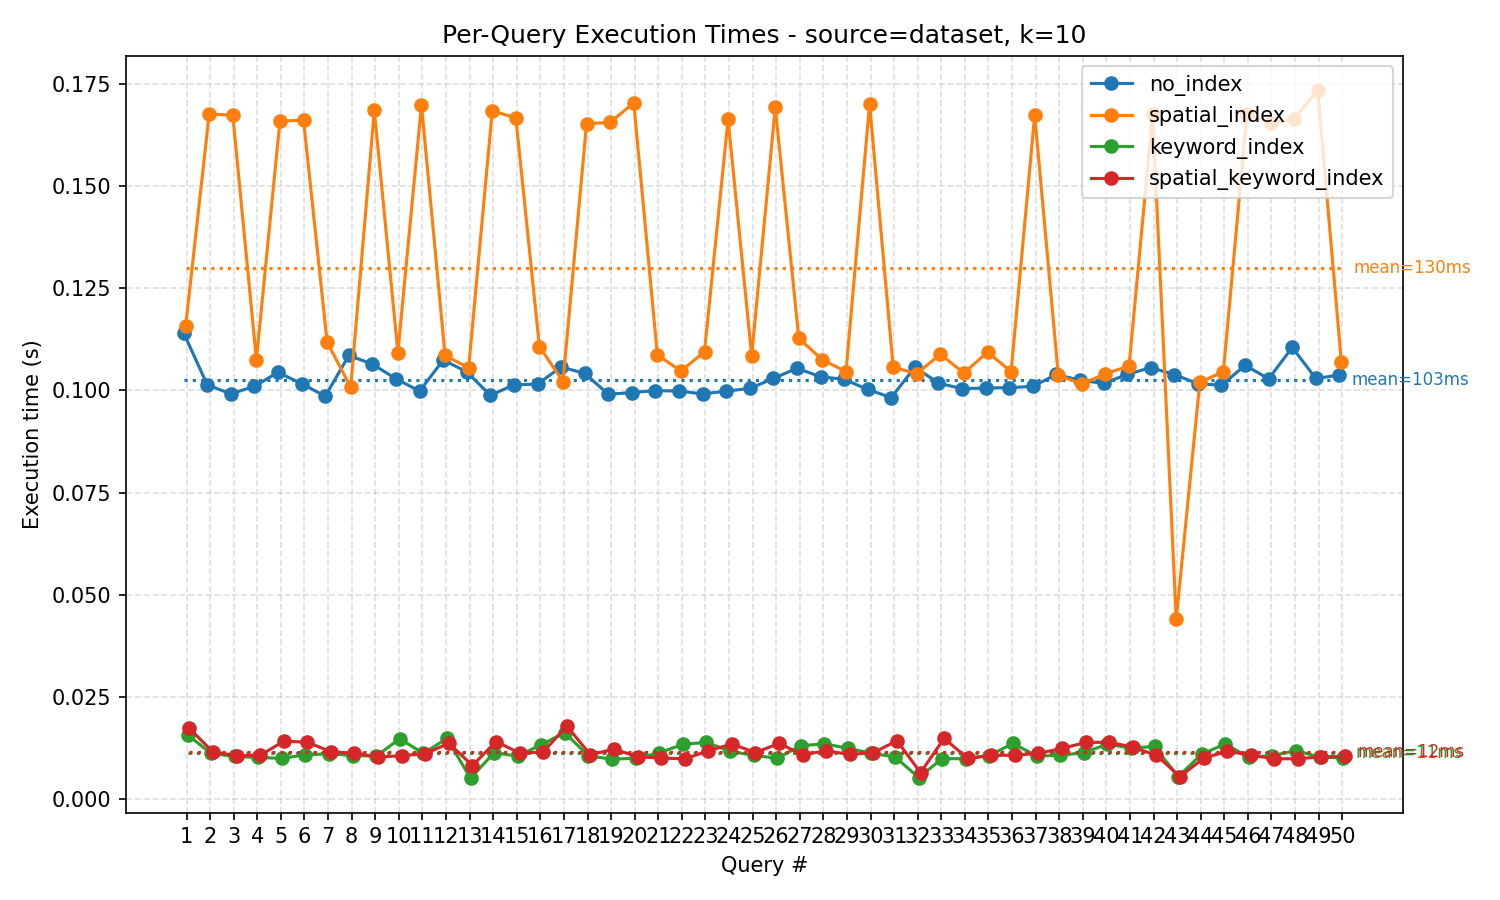 Per-Query Execution Times - source=dataset, k=10
no_index
spatial_index
keyword_index
spatial_keyword_index
0.175
0.150
0.125
0.100
0.075
0.050
0.025
0.000
Execution time (s)
mean=130ms
mean=103ms
mean=12ms
mean=11ms
1 2 3 4 5 6 7 8 9 10 11 12 13 14 15 16 17 18 19 20 21 22 23 24 25 26 27 28 29 30 31 32 33 34 35 36 37 38 39 40 41 42 43 44 45 46 47 48 49 50
Query #